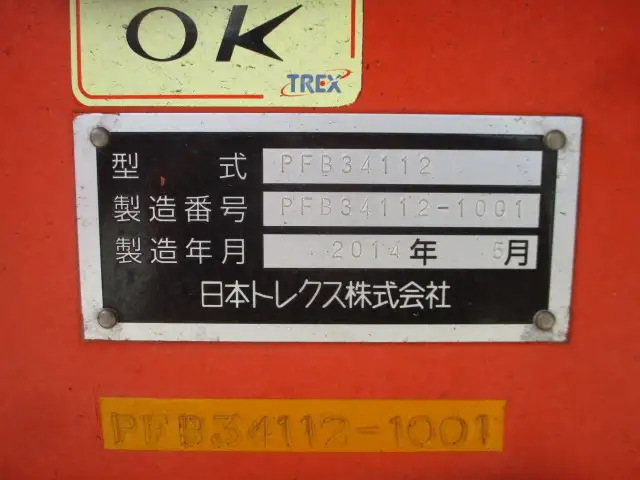 OK
TREX
型式 PFB34112
製造番号 PFB34112-1001
製造年月 2014年 5月
日本トレクス株式会社
PFB34112-1001